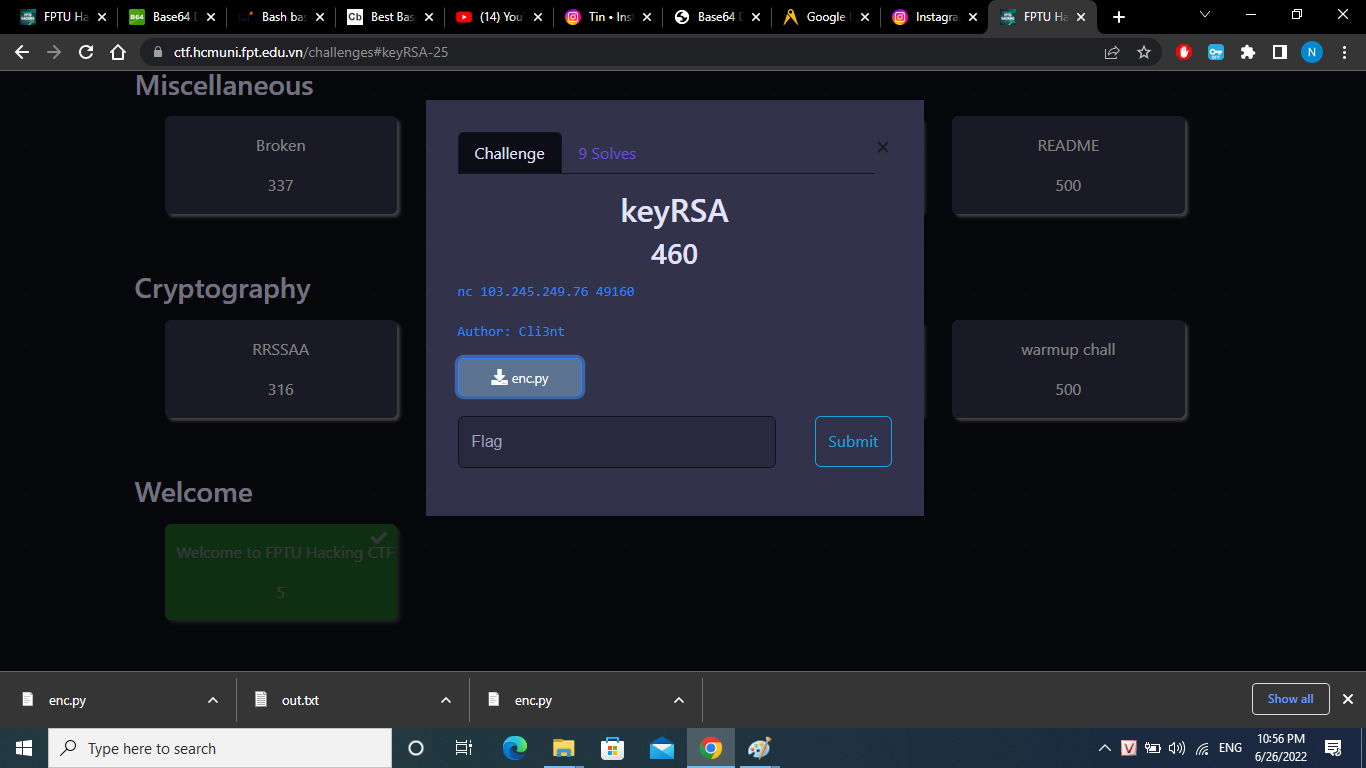 FPTU Ha
Base64 D
Bash bas
Best Bas
(14) You
Tin • Ins
Base64 D
Google
Instagra
FPTU Ha
ctf.hcmuni.fpt.edu.vn/challenges#keyRSA-25
N
Miscellaneous
Broken
337
README
500
Challenge
9 Solves
×
keyRSA
460
nc 103.245.249.76 49160
Author: Cli3nt
enc.py
Flag
Submit
Cryptography
RRSSAA
316
warmup chall
500
Welcome
Welcome to FPTU Hacking CTF
5
enc.py
out.txt
enc.py
Show all
Type here to search
V
ENG
10:56 PM
6/26/2022